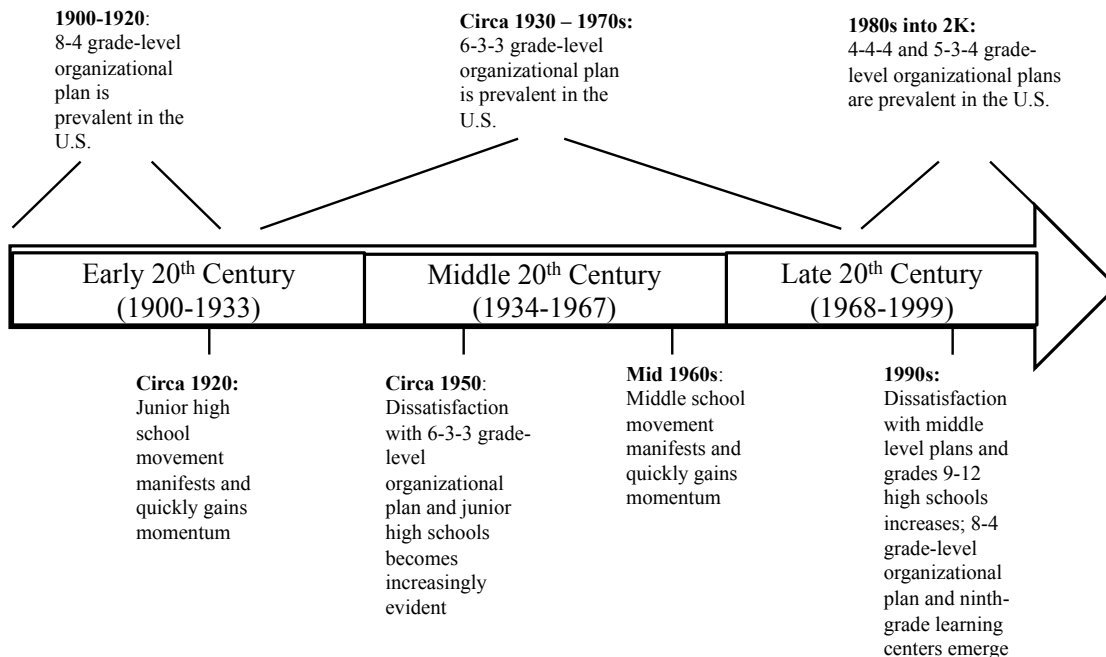 1900-1920:
8-4 grade-level
organizational
plan is
prevalent in the
U.S.
Circa 1930 – 1970s:
6-3-3 grade-level
organizational plan
is prevalent in the
U.S.
1980s into 2K:
4-4-4 and 5-3-4 grade-
level organizational plans
are prevalent in the U.S.
Early 20th Century
(1900-1933)
Middle 20th Century
(1934-1967)
Late 20th Century
(1968-1999)
Circa 1920:
Junior high
school
movement
manifests and
quickly gains
momentum
Circa 1950:
Dissatisfaction
with 6-3-3 grade-
level
organizational
plan and junior
high schools
becomes
increasingly
evident
Mid 1960s:
Middle school
movement
manifests and
quickly gains
momentum
1990s:
Dissatisfaction
with middle
level plans and
grades 9-12
high schools
increases; 8-4
grade-level
organizational
plan and ninth-
grade learning
centers emerge